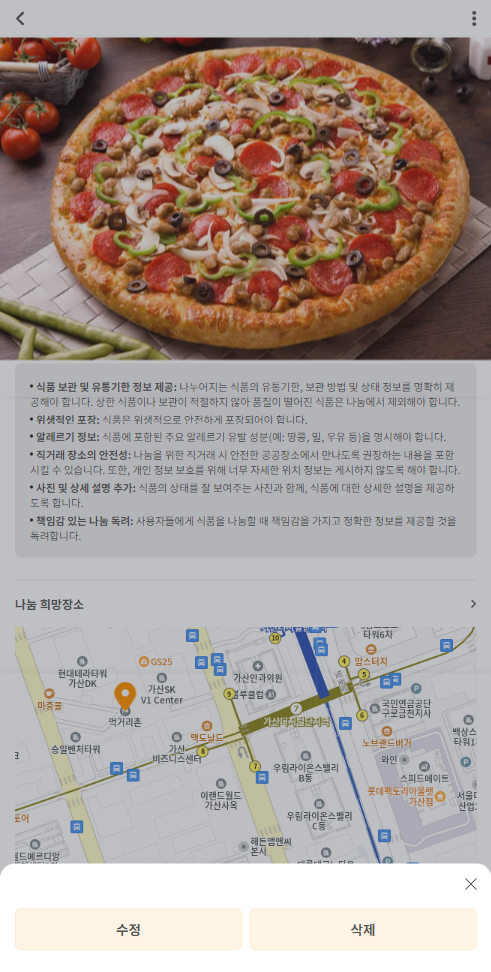 • 식품 보관 및 유통기한 정보 제공: 나누어지는 식품의 유통기한, 보관 방법 및 상태 정보를 명확히 제
공해야 합니다. 상한 식품이나 보관이 적절하지 않아 품질이 떨어진 식품은 나눔에서 제외해야 합니다.
• 위생적인 포장: 식품은 위생적으로 안전하게 포장되어야 합니다.
• 알레르기 정보: 식품에 포함된 주요 알레르기 유발 성분(예: 땅콩, 밀, 우유 등)을 명시해야 합니다.
• 직거래 장소의 안전성: 나눔을 위한 직거래 시 안전한 공공장소에서 만나도록 권장하는 내용을 포함
시킬 수 있습니다. 또한, 개인 정보 보호를 위해 너무 자세한 위치 정보는 게시하지 않도록 해야 합니다.
• 사진 및 상세 설명 추가: 식품의 상태를 잘 보여주는 사진과 함께, 식품에 대한 상세한 설명을 제공하
도록 합니다.
• 책임감 있는 나눔 독려: 사용자들에게 식품을 나눔할 때 책임감을 가지고 정확한 정보를 제공할 것을
독려합니다.
나눔 희망장소
타워6차
10
현대테라타워
가산DK
GS25
가산SK
V1 Center
가산안과의원
4
맘스터치
5
마중물
먹거리촌
9
루클럽
7
가산디지털단지역
6
국민연금공단
구로금천지사
승일벤처타워
맥도날드
가산
비즈니스센터
8
노브랜드버거
백상스
타워1
7
우림라이온스밸리
B동
와인
스피드메이트
이랜드월드
가산사옥
롯데팩토리아울렛
가산점
서울디
산업
토어
우림라이온스밸리
C동
월드메르디앙
해든앰앤씨
본사
수정
삭제